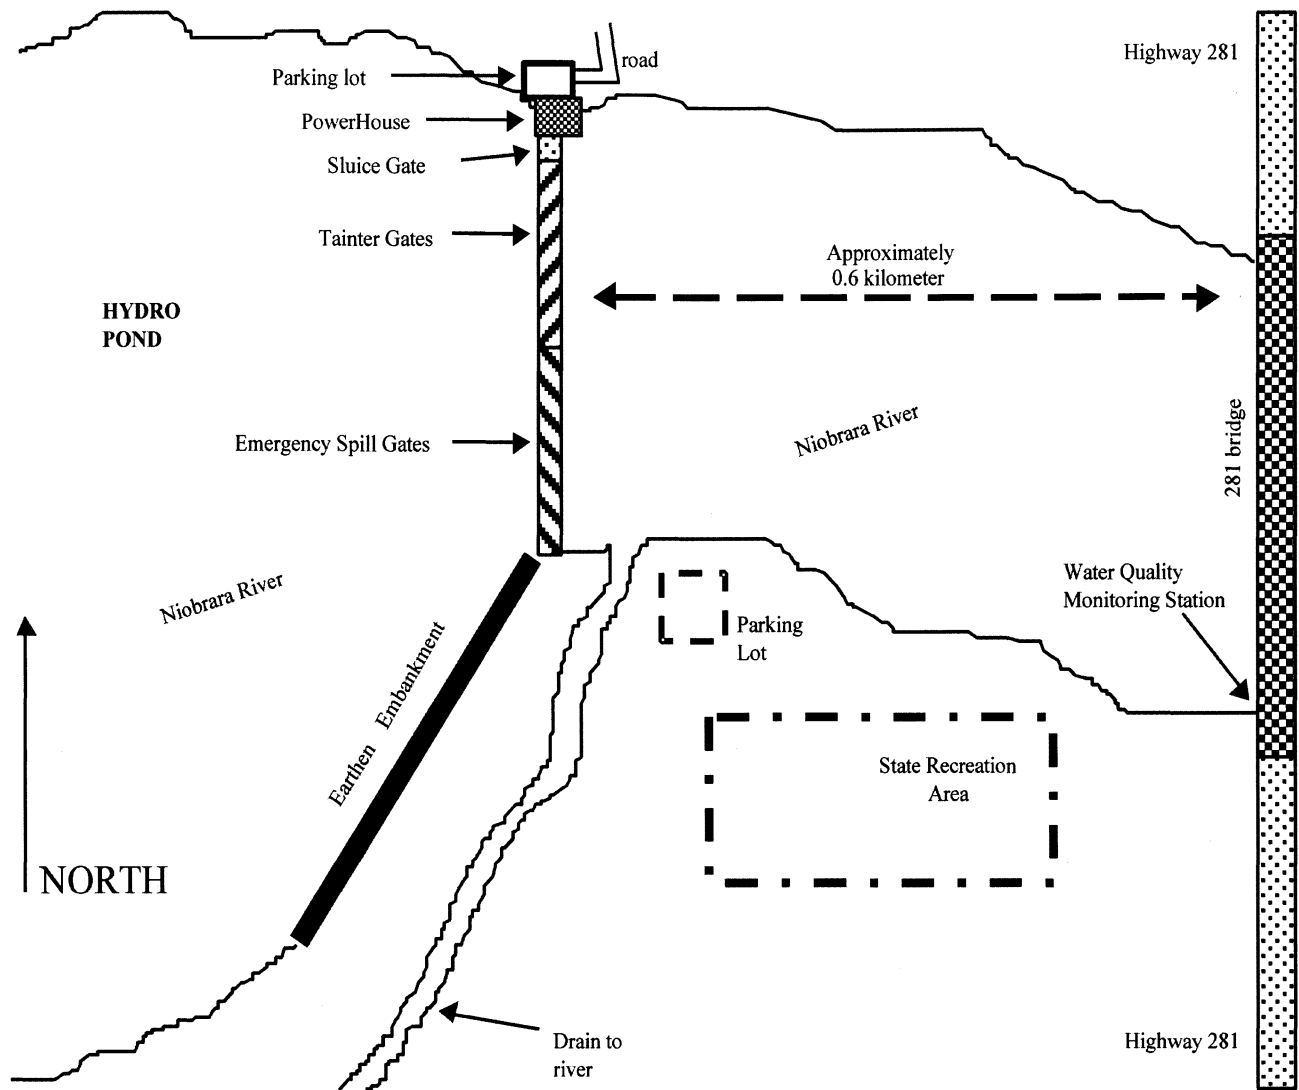 Highway 281
road
Parking lot
PowerHouse
Sluice Gate
Tainter Gates
Approximately
0.6 kilometer
HYDRO
POND
Niobrara River
281 bridge
Emergency Spill Gates
Water Quality
Monitoring Station
Niobrara River
Parking
Lot
Earthen Embankment
State Recreation
Area
NORTH
Drain to
river
Highway 281